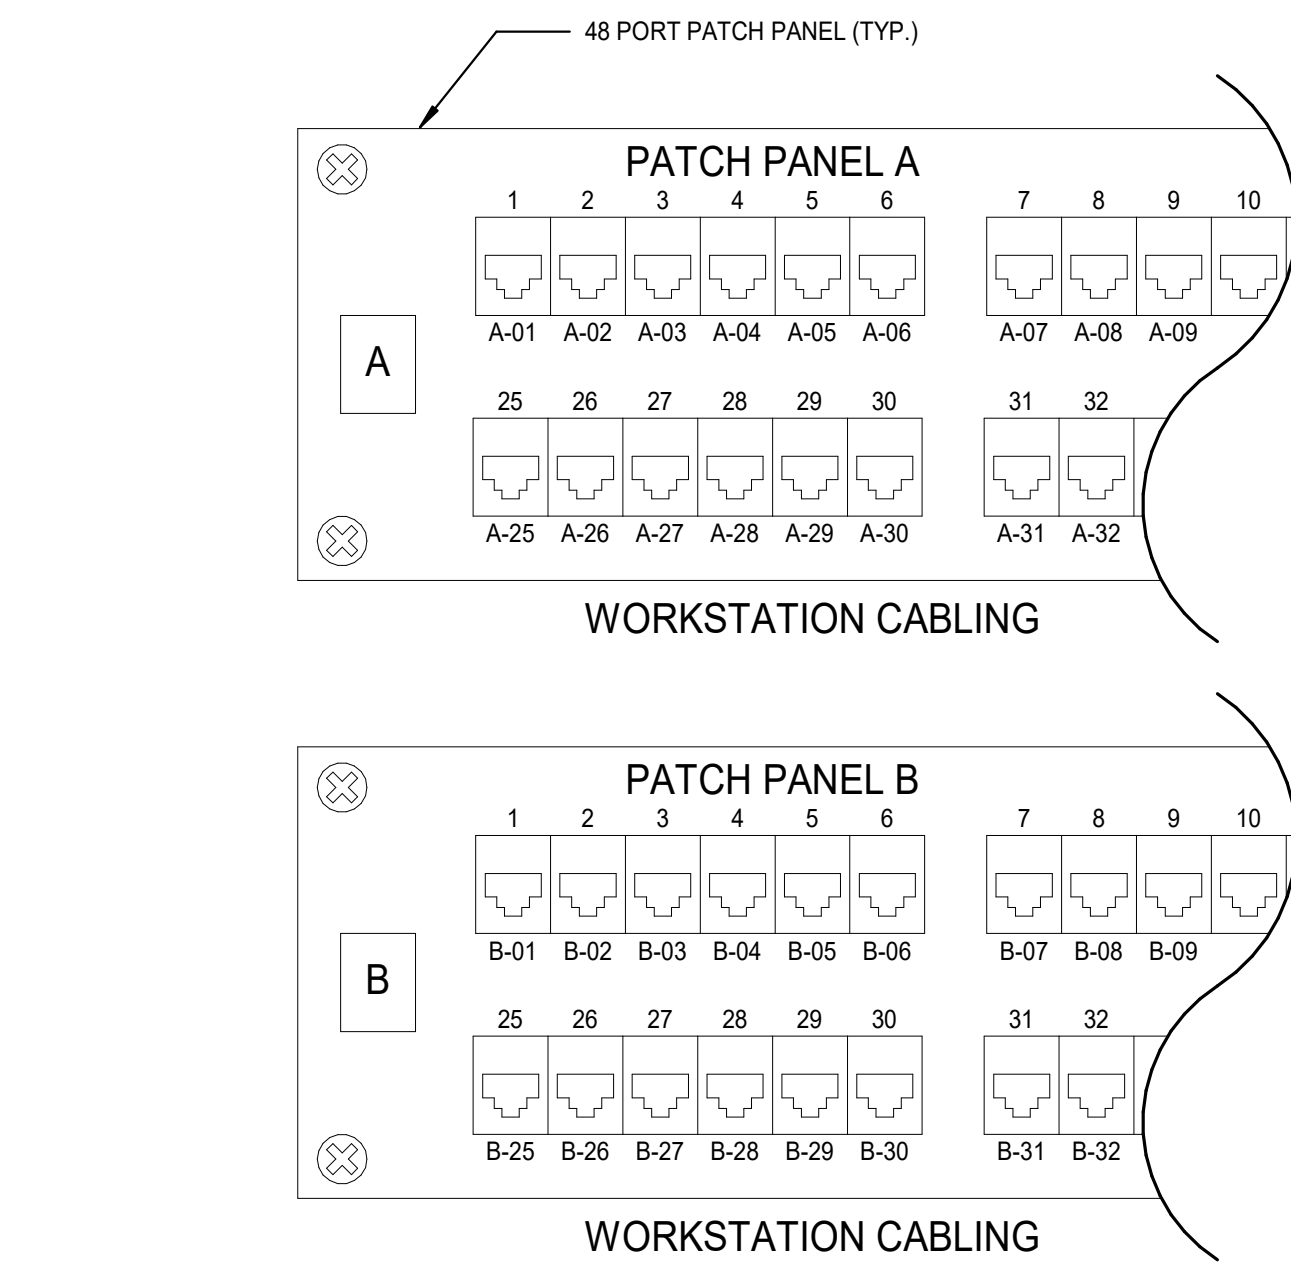 48 PORT PATCH PANEL (TYP.)
PATCH PANEL A
1 2 3 4 5 6 7 8 9 10
A-01 A-02 A-03 A-04 A-05 A-06 A-07 A-08 A-09
A
25 26 27 28 29 30 31 32
A-25 A-26 A-27 A-28 A-29 A-30 A-31 A-32
WORKSTATION CABLING
PATCH PANEL B
1 2 3 4 5 6 7 8 9 10
B-01 B-02 B-03 B-04 B-05 B-06 B-07 B-08 B-09
B
25 26 27 28 29 30 31 32
B-25 B-26 B-27 B-28 B-29 B-30 B-31 B-32
WORKSTATION CABLING